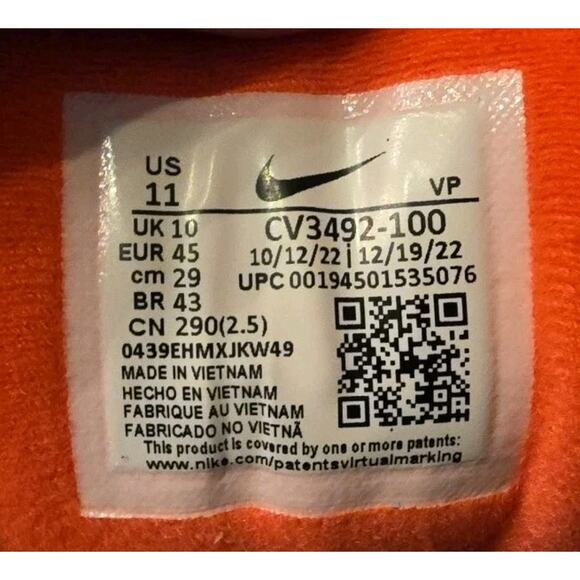 US
11
VP
UK 10
CV3492-100
EUR 45
10/12/22 | 12/19/22
cm 29
UPC 00194501535076
BR 43
CN 290(2.5)
0439EHMXJKW49
MADE IN VIETNAM
HECHO EN VIETNAM
FABRIQUE AU VIETNAM
FABRICADO NO VIETNÃ
This product is covered by one or more patents:
www.nike.com/patentsvirtualmarking